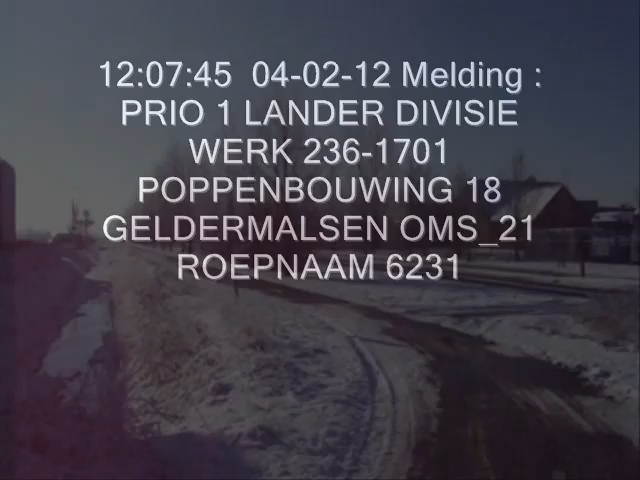 12:07:45 04-02-12 Melding :
PRIO 1 LANDER DIVISIE
WERK 236-1701
POPPENBOUWING 18
GELDERMALSEN OMS_21
ROEPNAAM 6231